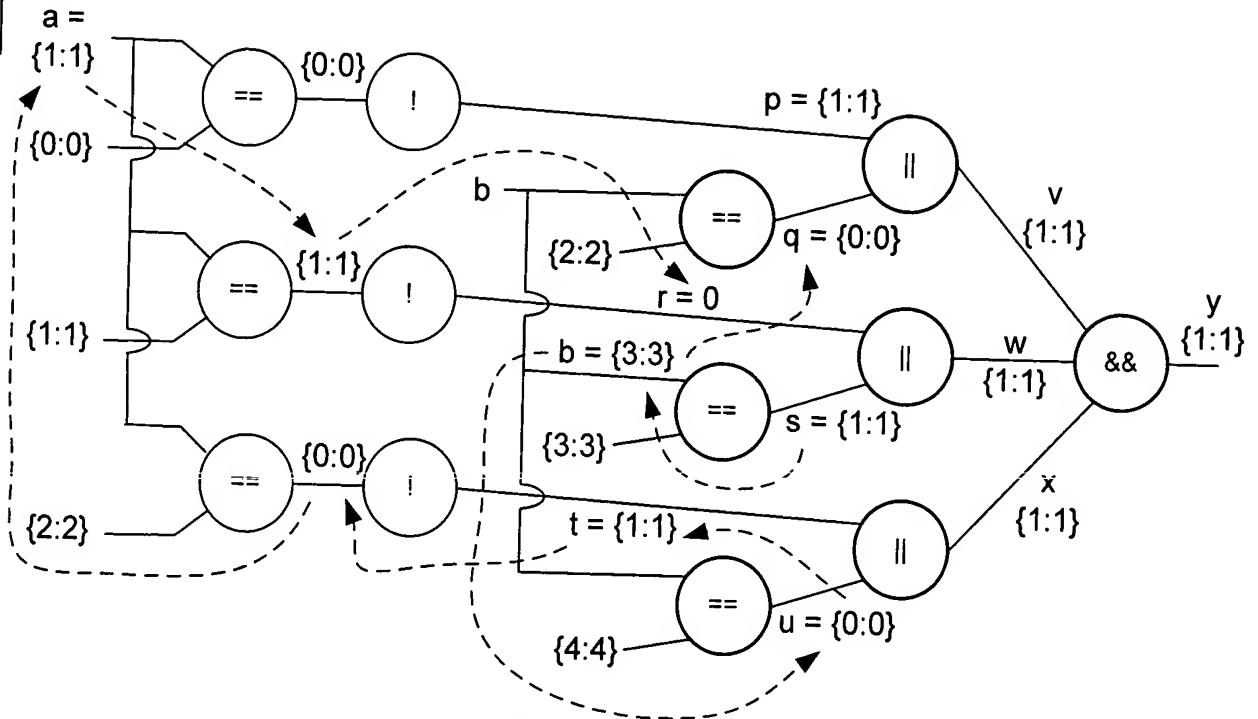 a =
{1:1}
==
{0:0}
!
p = {1:1}
||
{0:0}
b
==
{2:2}
q = {0:0}
v
{1:1}
==
{1:1}
!
r = 0
{1:1}
b = {3:3}
==
{3:3}
s = {1:1}
||
w
{1:1}
&&
y
{1:1}
==
{0:0}
!
{2:2}
t = {1:1}
||
x
{1:1}
==
{4:4}
u = {0:0}